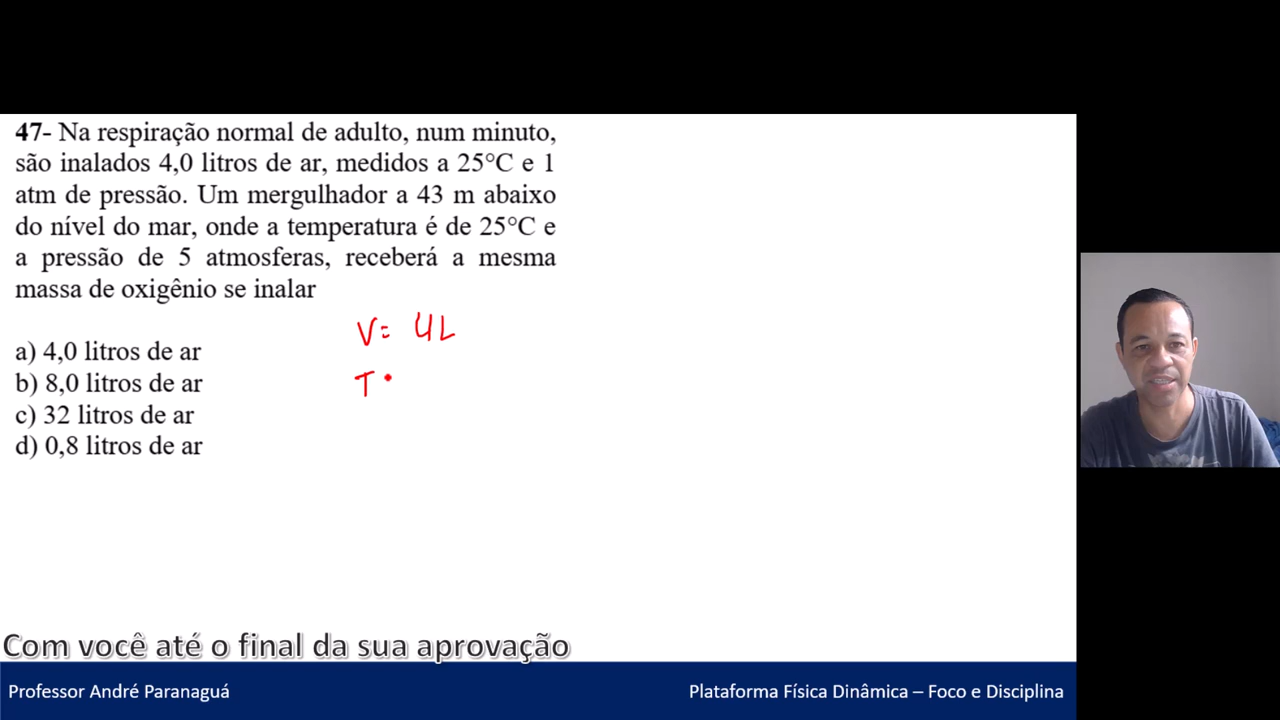 47- Na respiração normal de adulto, num minuto,
são inalados 4,0 litros de ar, medidos a 25°C e 1
atm de pressão. Um mergulhador a 43 m abaixo
do nível do mar, onde a temperatura é de 25°C e
a pressão de 5 atmosferas, receberá a mesma
massa de oxigênio se inalar
V= 4L
a) 4,0 litros de ar
T
b) 8,0 litros de ar
c) 32 litros de ar
d) 0,8 litros de ar
Com você até o final da sua aprovação
Professor André Paranaguá
Plataforma Física Dinâmica – Foco e Disciplina